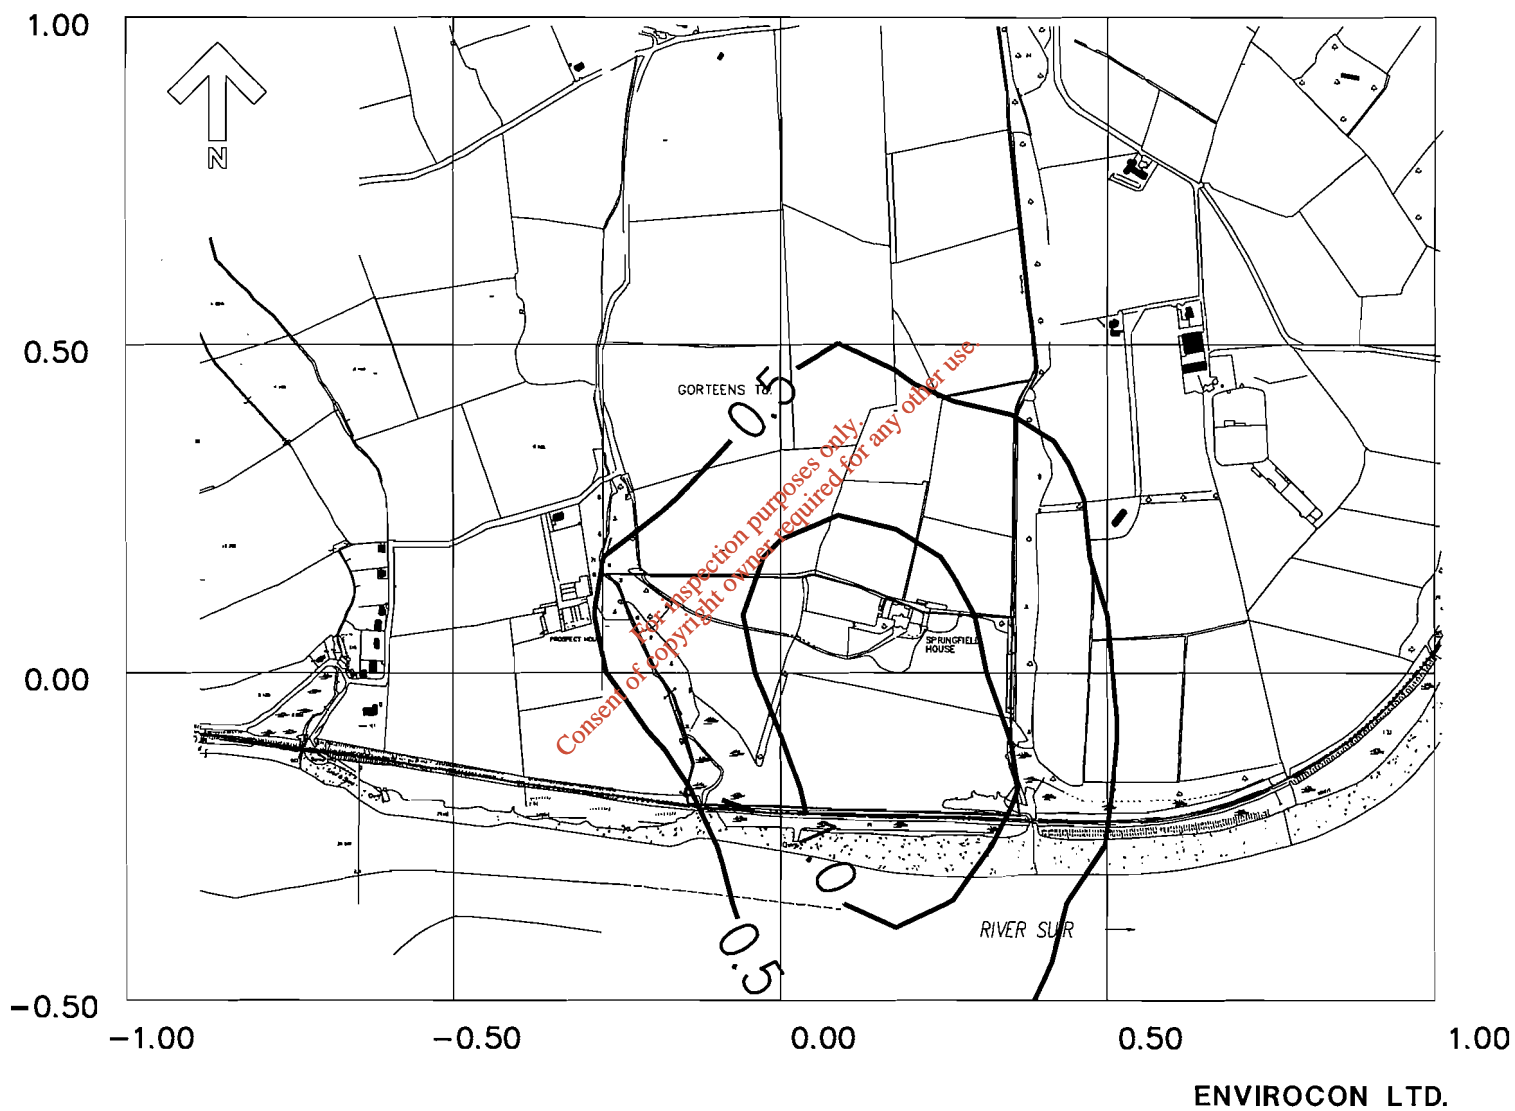 1.00
N
0.50
GORTEENS TD.
0.5
For inspection purposes only.
Consent of copyright owner required for any other use.
PROSPECT HOUSE
SPRINGFIELD
HOUSE
0.00
.0
RIVER SUIR
0.5
-0.50
-1.00 -0.50 0.00 0.50 1.00
ENVIROCON LTD.